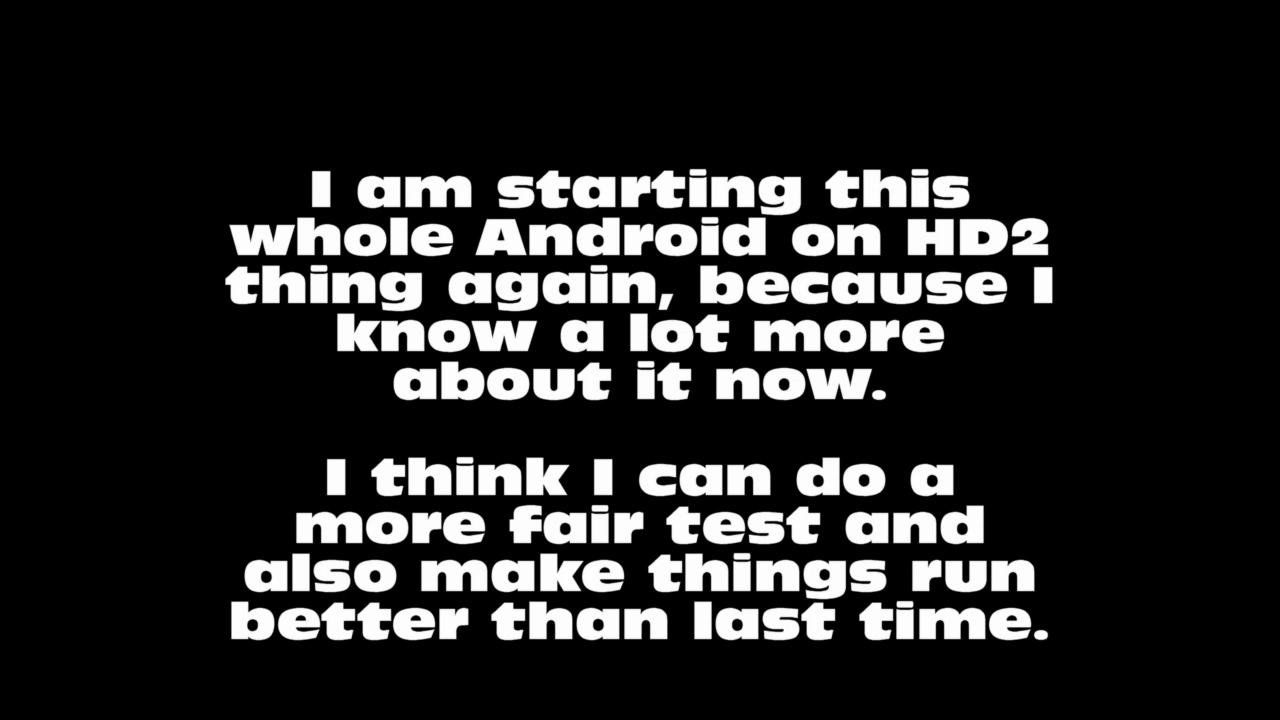 I am starting this
whole Android on HD2
thing again, because I
know a lot more
about it now.
I think I can do a
more fair test and
also make things run
better than last time.